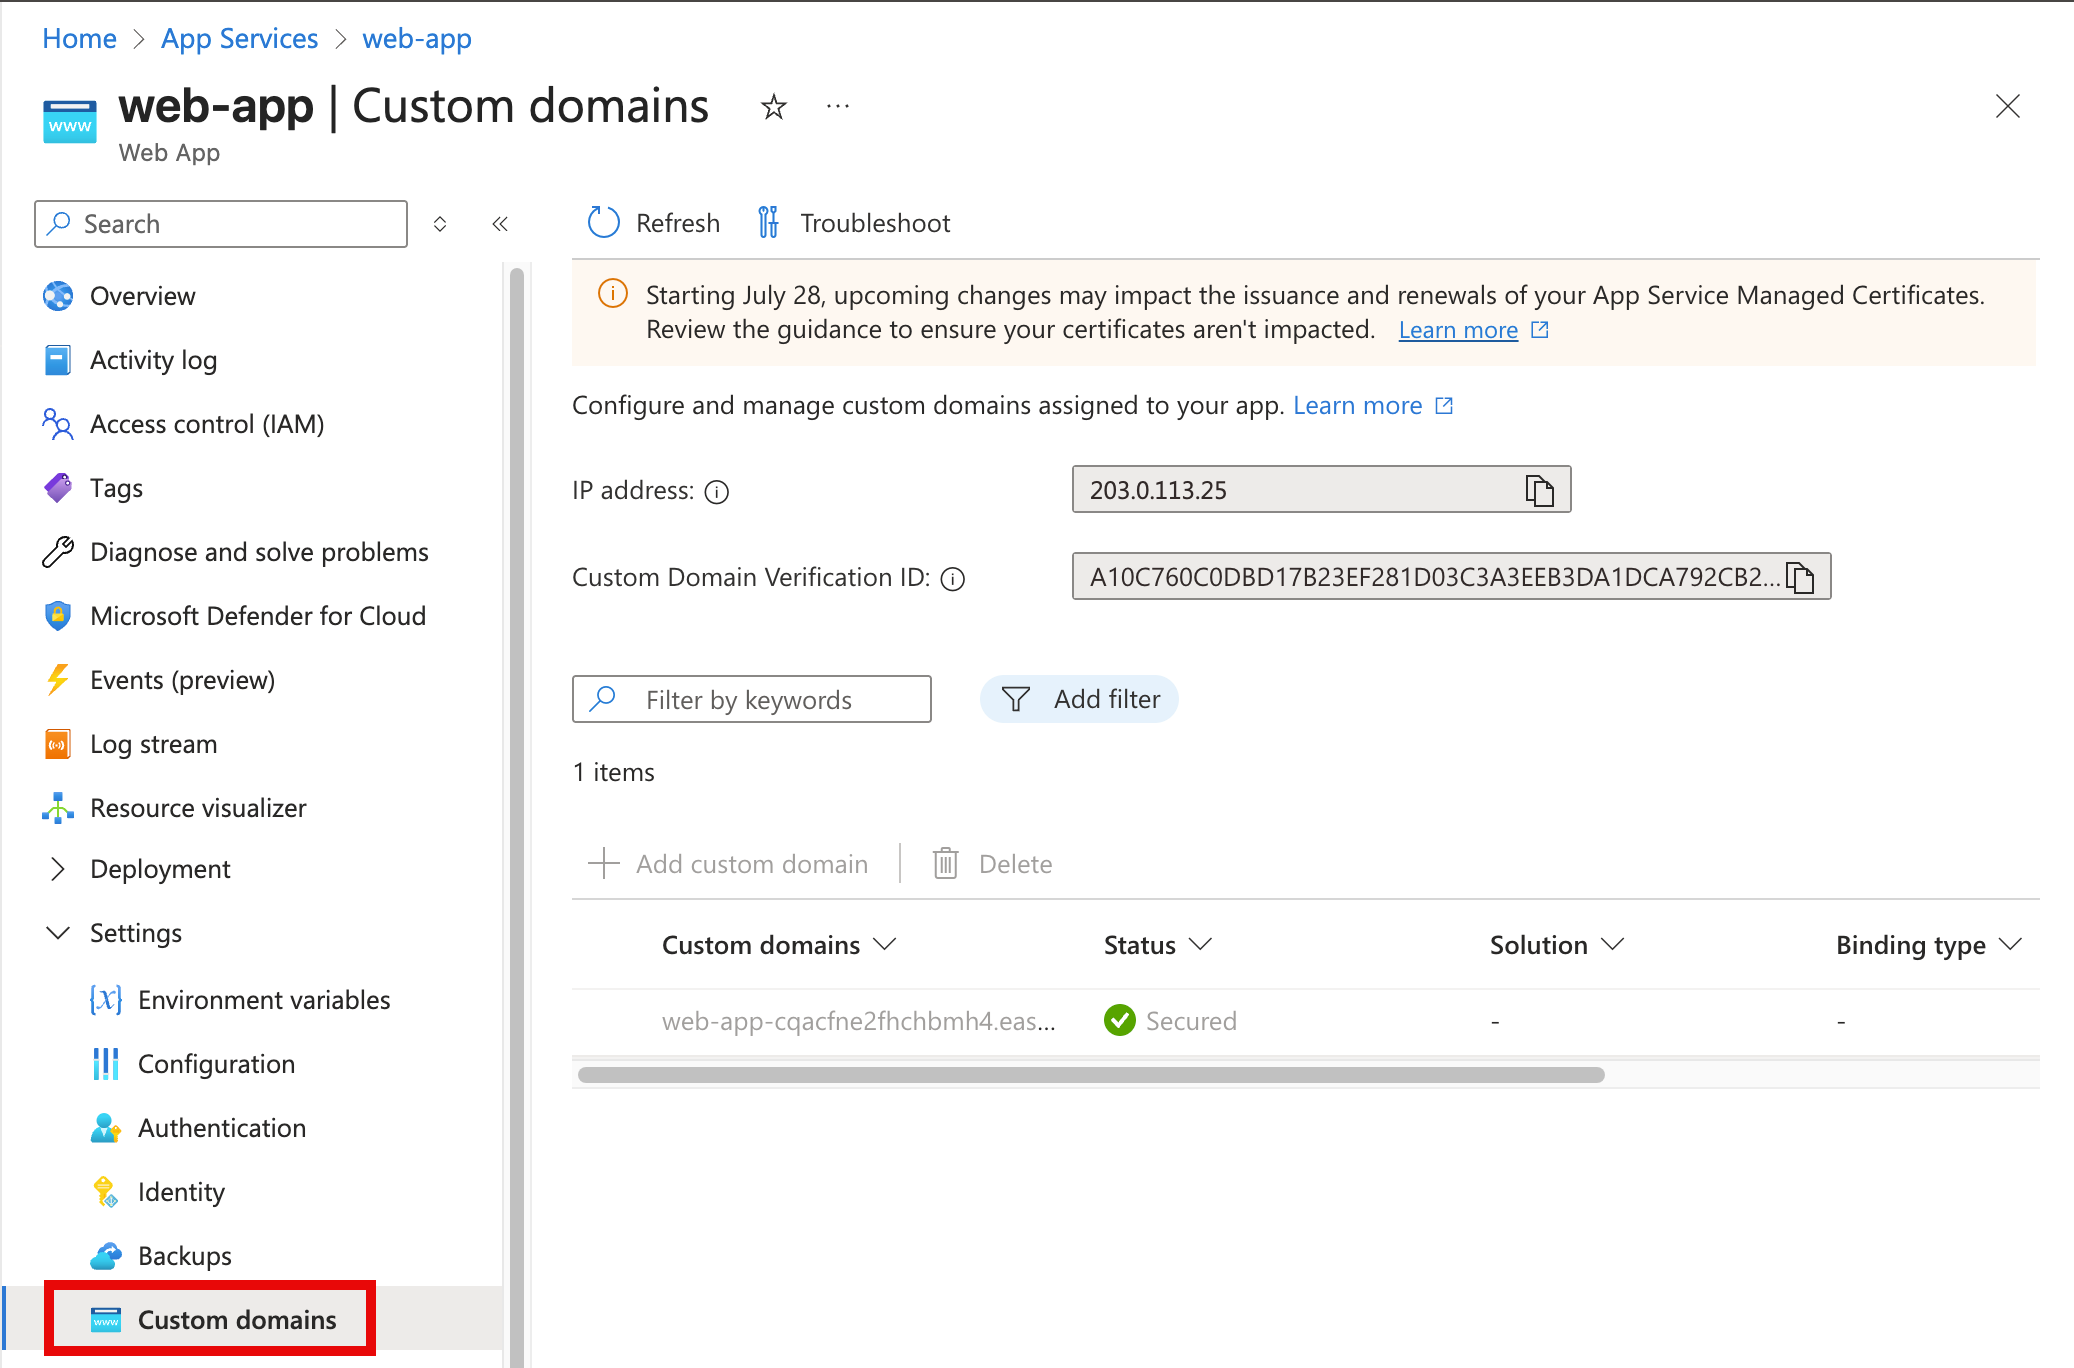 Home > App Services > web-app
web-app | Custom domains
Web App
Search
Overview
Activity log
Access control (IAM)
Tags
Diagnose and solve problems
Microsoft Defender for Cloud
Events (preview)
Log stream
Resource visualizer
Deployment
Settings
Environment variables
Configuration
Authentication
Identity
Backups
Custom domains
Refresh Troubleshoot
Starting July 28, upcoming changes may impact the issuance and renewals of your App Service Managed Certificates.
Review the guidance to ensure your certificates aren't impacted. Learn more
Configure and manage custom domains assigned to your app. Learn more
IP address: 203.0.113.25
Custom Domain Verification ID: A10C760C0DBD17B23EF281D03C3A3EEB3DA1DCA792CB2...
Filter by keywords Add filter
1 items
Add custom domain Delete
Custom domains Status Solution Binding type
web-app-cqacfne2fhchbmh4.eas... Secured - -